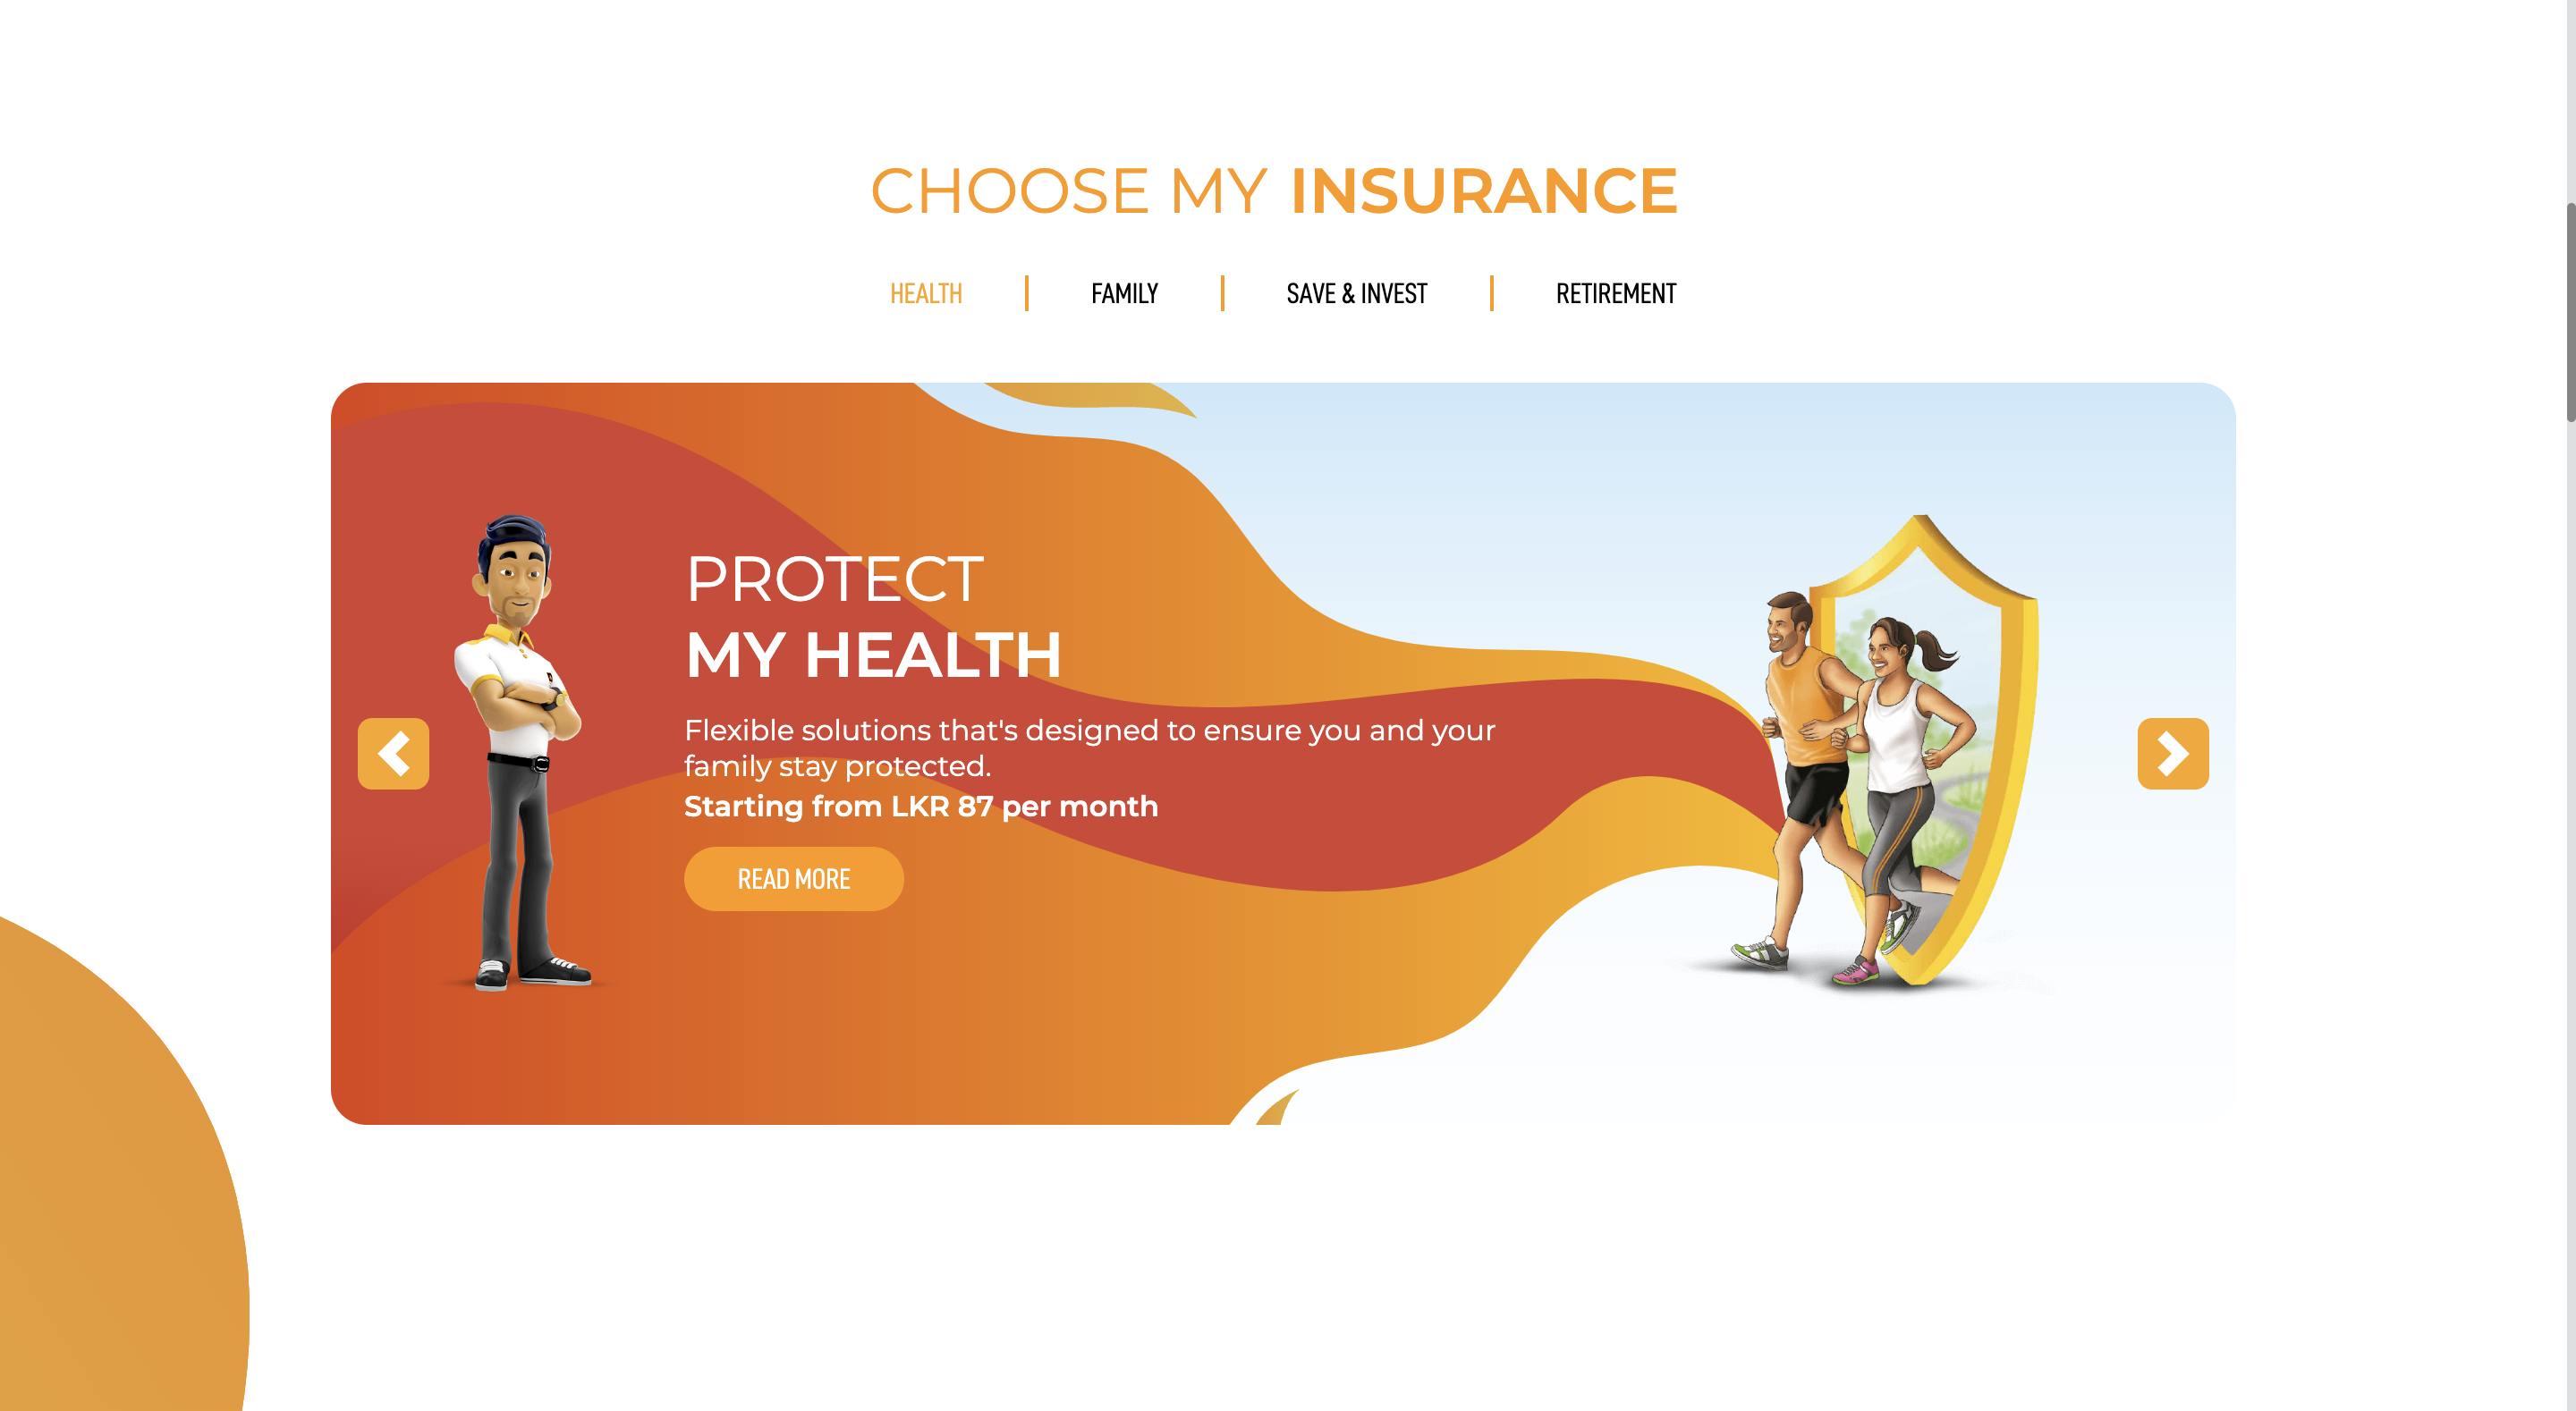 CHOOSE MY INSURANCE
HEALTH
FAMILY
SAVE & INVEST
RETIREMENT
PROTECT
MY HEALTH
Flexible solutions that's designed to ensure you and your
family stay protected.
Starting from LKR 87 per month
READ MORE